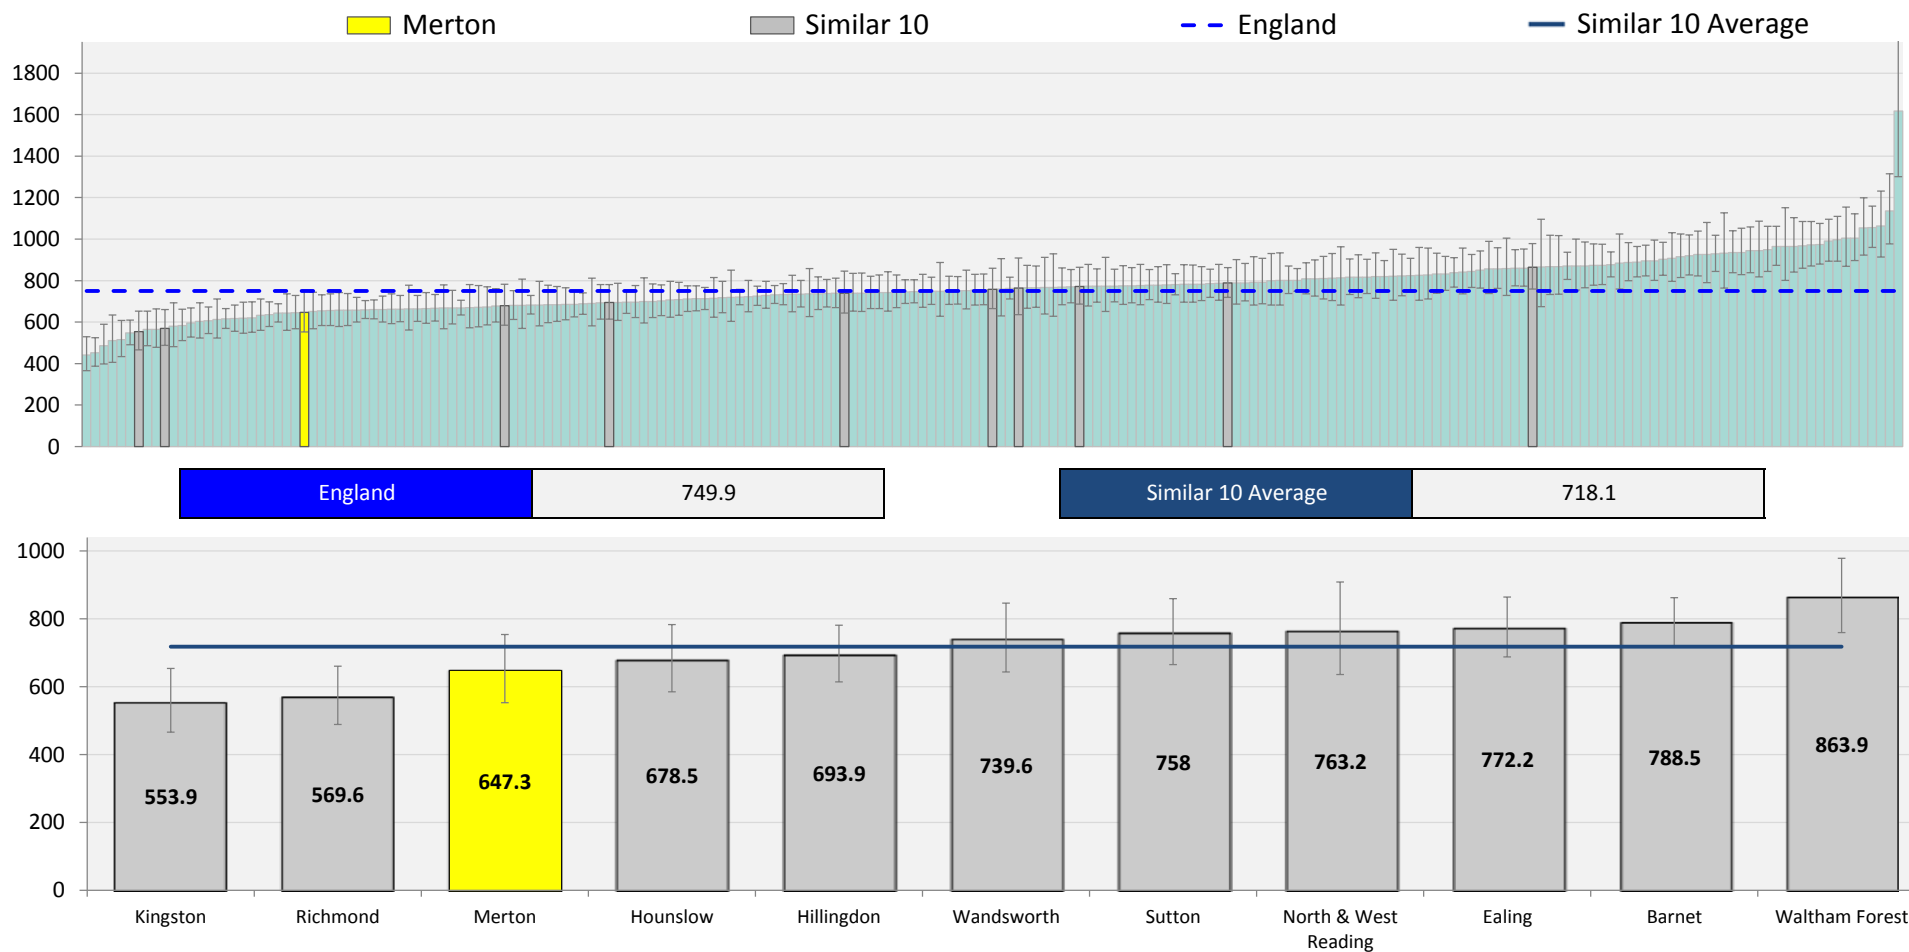 Merton
Similar 10
England
Similar 10 Average
1800
1600
1400
1200
1000
800
600
400
200
0
England 749.9
Similar 10 Average 718.1
1000
800
600
400
200
0
553.9
569.6
647.3
678.5
693.9
739.6
758
763.2
772.2
788.5
863.9
Kingston
Richmond
Merton
Hounslow
Hillingdon
Wandsworth
Sutton
North & West
Reading
Ealing
Barnet
Waltham Forest